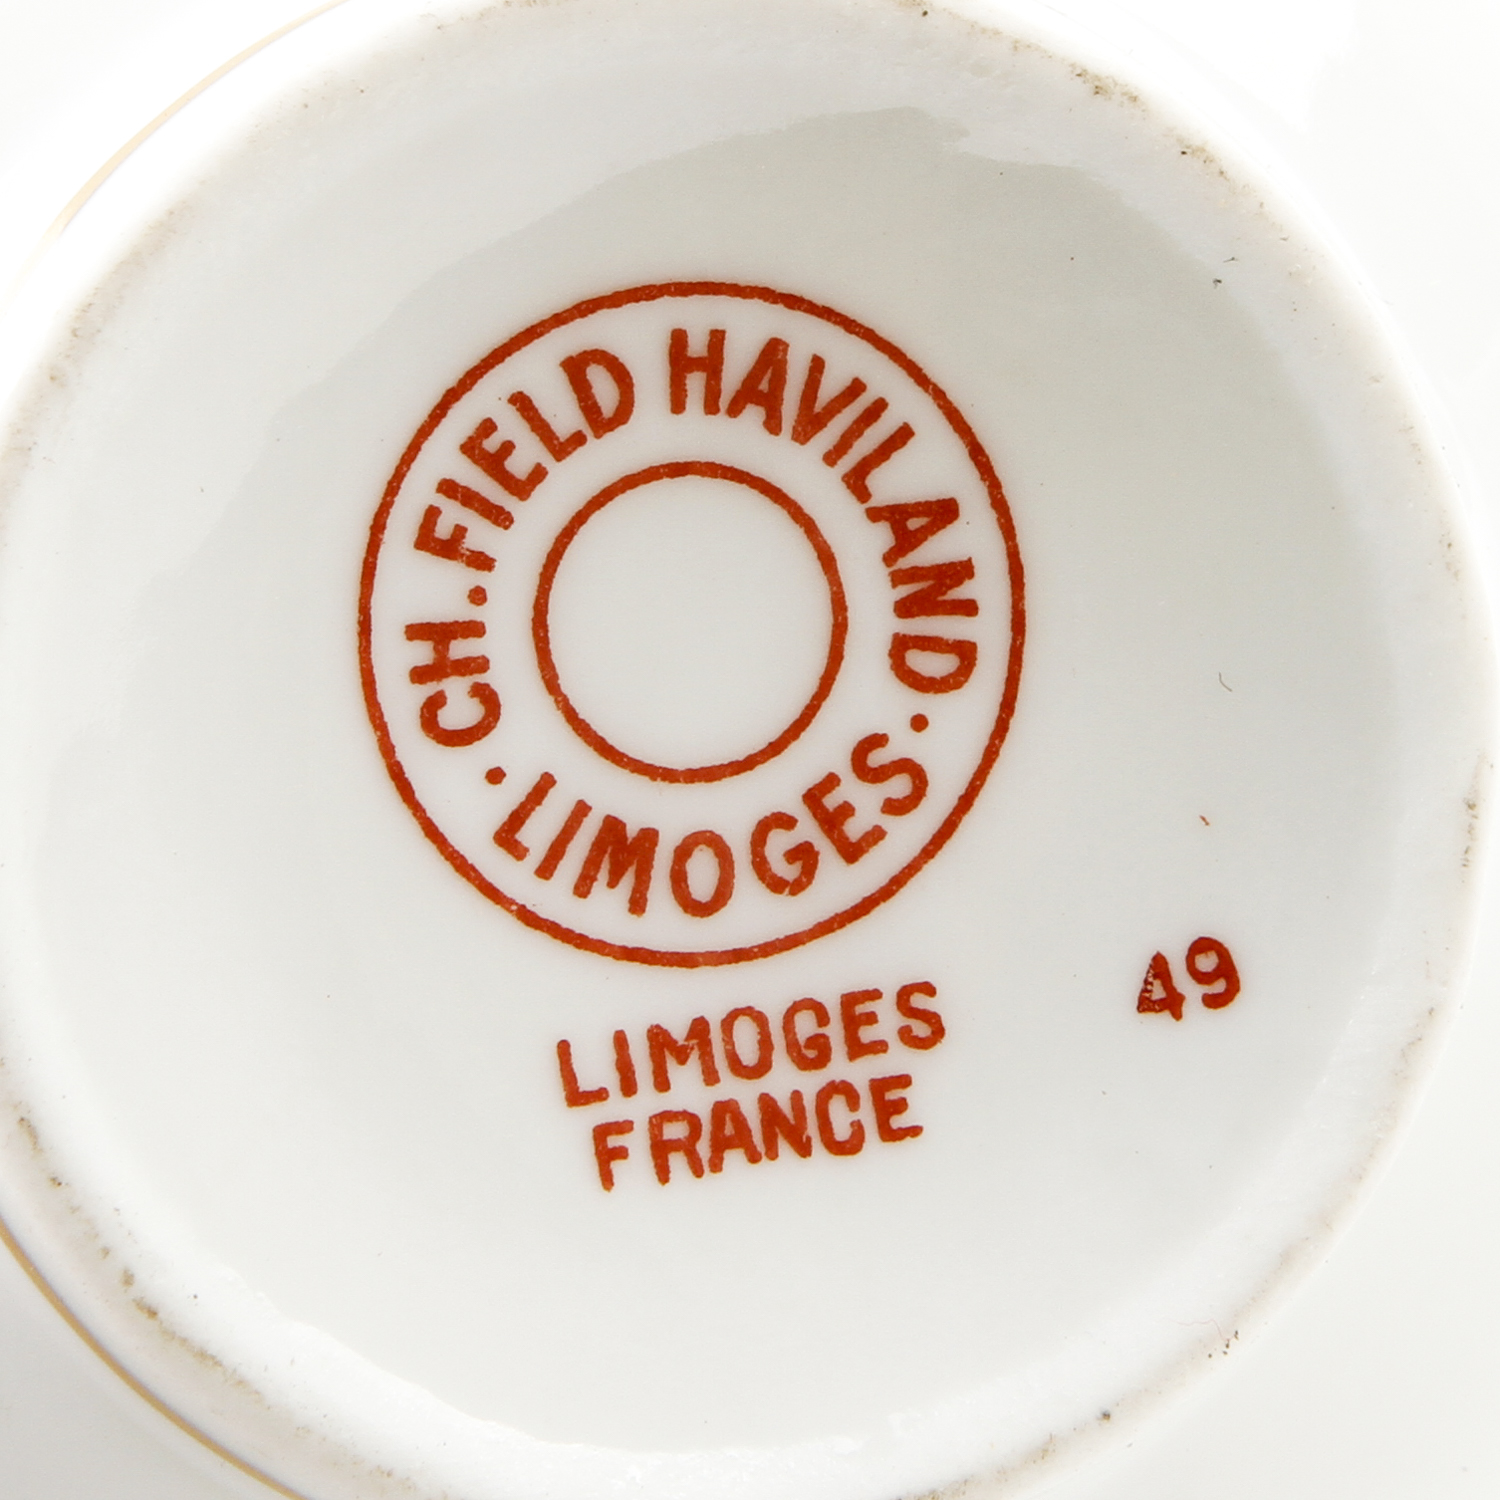 CH. FIELD HAVILAND
· LIMOGES ·
LIMOGES
FRANCE
49